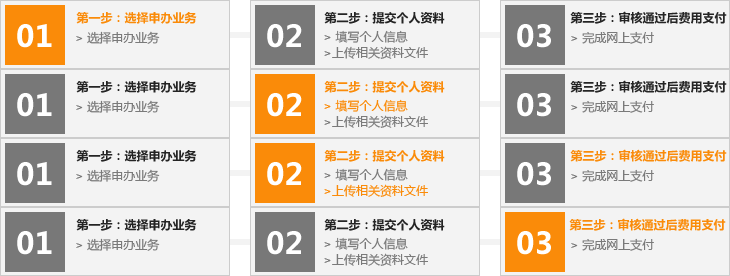 01
第一步：选择申办业务
> 选择申办业务
02
第二步：提交个人资料
> 填写个人信息
>上传相关资料文件
03
第三步：审核通过后费用支付
> 完成网上支付
01
第一步：选择申办业务
> 选择申办业务
02
第二步：提交个人资料
> 填写个人信息
>上传相关资料文件
03
第三步：审核通过后费用支付
> 完成网上支付
01
第一步：选择申办业务
> 选择申办业务
02
第二步：提交个人资料
> 填写个人信息
>上传相关资料文件
03
第三步：审核通过后费用支付
> 完成网上支付
01
第一步：选择申办业务
> 选择申办业务
02
第二步：提交个人资料
> 填写个人信息
>上传相关资料文件
03
第三步：审核通过后费用支付
> 完成网上支付